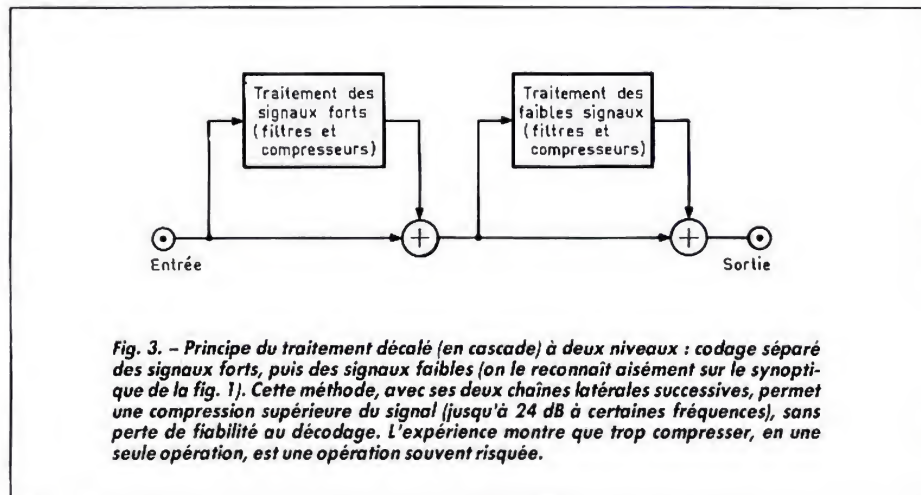 Traitement des
signaux forts
(filtres et
compresseurs)
Traitement des
faibles signaux
(filtres et
compresseurs)
+
+
Entrée
Sortie
Fig. 3. – Principe du traitement décalé (en cascade) à deux niveaux : codage séparé
des signaux forts, puis des signaux faibles (on le reconnaît aisément sur le synopti-
que de la fig. 1). Cette méthode, avec ses deux chaînes latérales successives, permet
une compression supérieure du signal (jusqu'à 24 dB à certaines fréquences), sans
perte de fiabilité au décodage. L'expérience montre que trop compresser, en une
seule opération, est une opération souvent risquée.